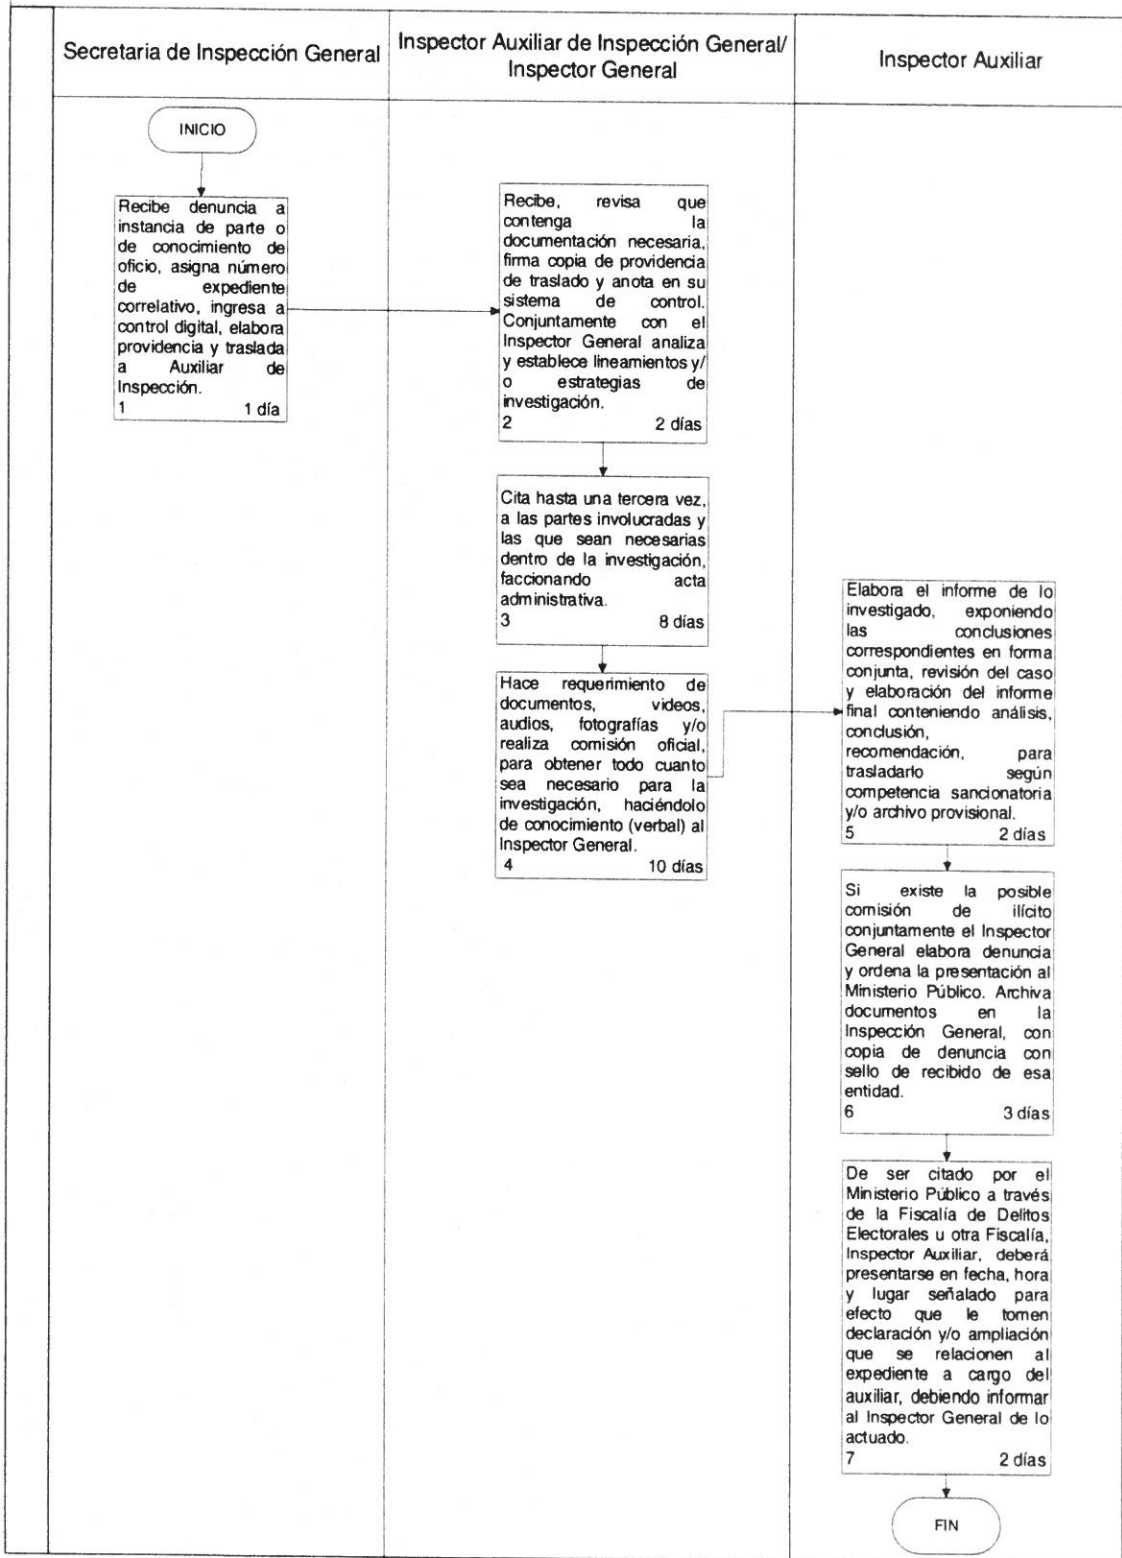 Secretaria de Inspección General
Inspector Auxiliar de Inspección General/
Inspector General
Inspector Auxiliar
INICIO
Recibe denuncia a
instancia de parte o
de conocimiento de
oficio, asigna número
de expediente
correlativo, ingresa a
control digital, elabora
providencia y traslada
a Auxiliar de
Inspección.
1 1 día
Recibe, revisa que
contenga la
documentación necesaria,
firma copia de providencia
de traslado y anota en su
sistema de control.
Conjuntamente con el
Inspector General analiza
y establece lineamientos y/
o estrategias de
investigación.
2 2 días
Cita hasta una tercera vez,
a las partes involucradas y
las que sean necesarias
dentro de la investigación,
faccionando acta
administrativa.
3 8 días
Hace requerimiento de
documentos, videos,
audios, fotografías y/o
realiza comisión oficial,
para obtener todo cuanto
sea necesario para la
investigación, haciéndolo
de conocimiento (verbal) al
Inspector General.
4 10 días
Elabora el informe de lo
investigado, exponiendo
las conclusiones
correspondientes en forma
conjunta, revisión del caso
y elaboración del informe
final conteniendo análisis,
conclusión,
recomendación, para
trasladarlo según
competencia sancionatoria
y/o archivo provisional.
5 2 días
Si existe la posible
comisión de ilícito
conjuntamente el Inspector
General elabora denuncia
y ordena la presentación al
Ministerio Público. Archiva
documentos en la
Inspección General, con
copia de denuncia con
sello de recibido de esa
entidad.
6 3 días
De ser citado por el
Ministerio Público a través
de la Fiscalía de Delitos
Electorales u otra Fiscalía,
Inspector Auxiliar, deberá
presentarse en fecha, hora
y lugar señalado para
efecto que le tomen
declaración y/o ampliación
que se relacionen al
expediente a cargo del
auxiliar, debiendo informar
al Inspector General de lo
actuado.
7 2 días
FIN